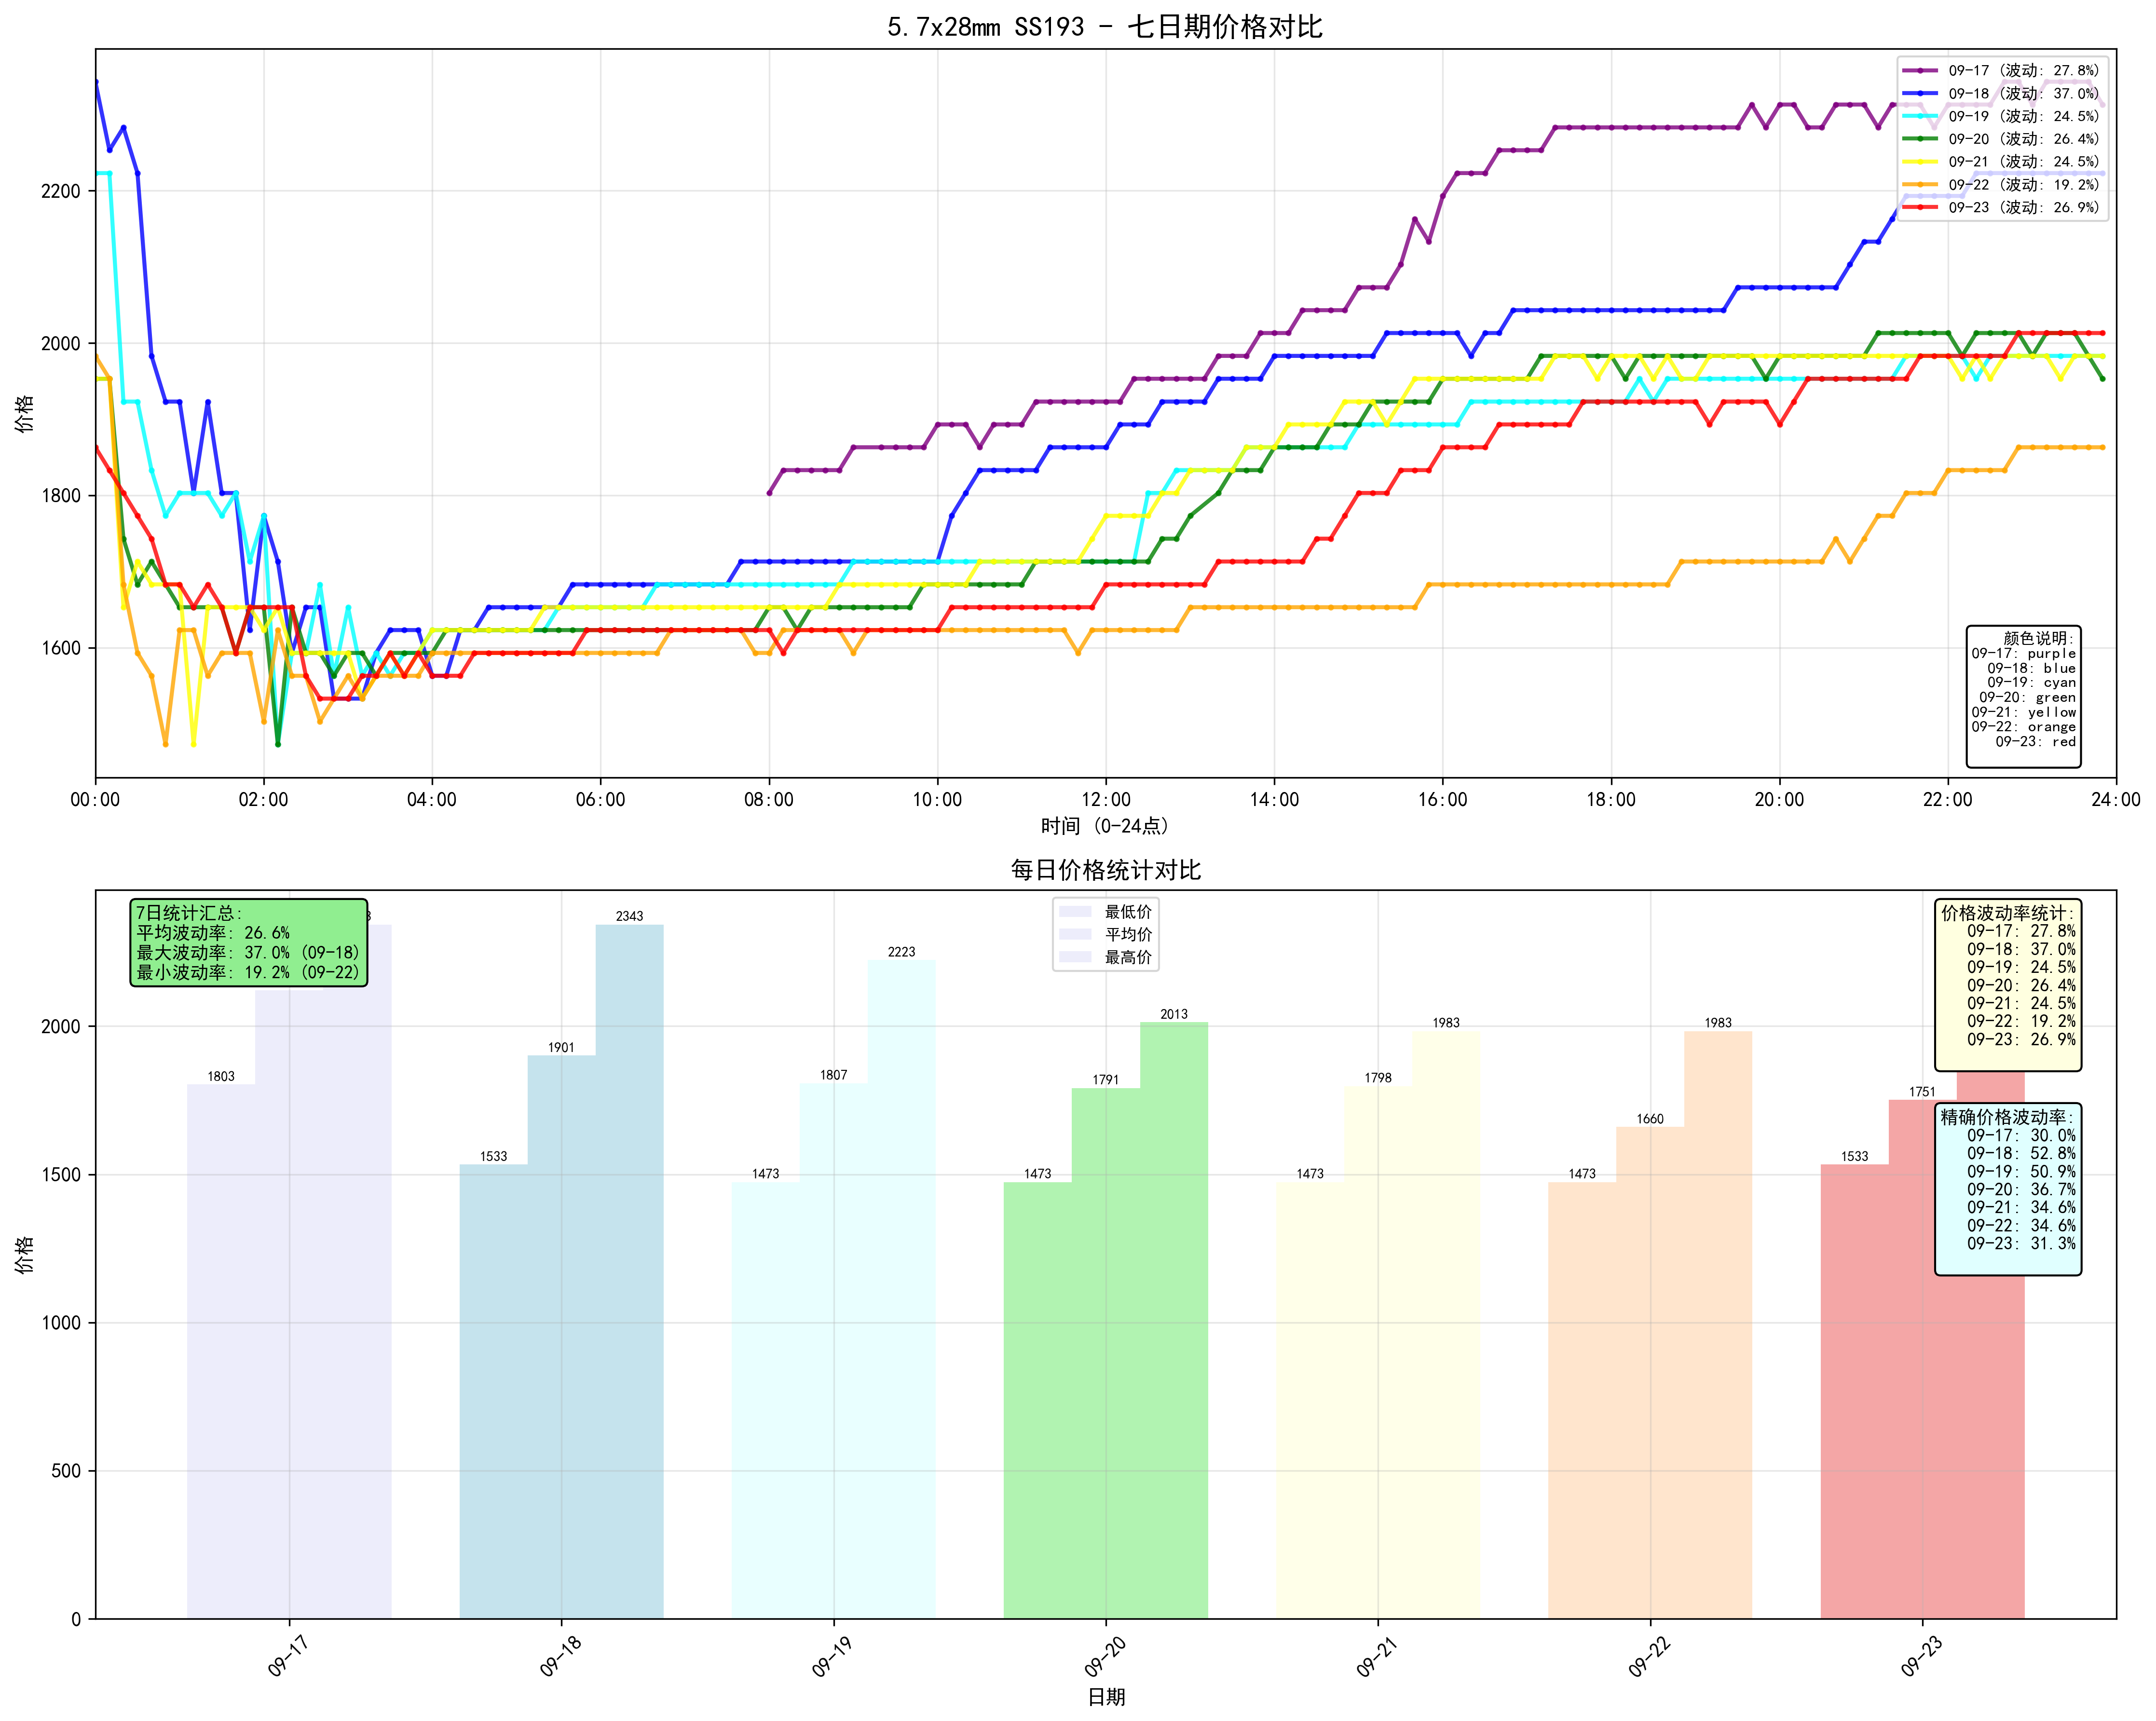 5.7x28mm SS193 - 七日期价格对比
价格
2200
2000
1800
1600
09-17 (波动: 27.8%)
09-18 (波动: 37.0%)
09-19 (波动: 24.5%)
09-20 (波动: 26.4%)
09-21 (波动: 24.5%)
09-22 (波动: 19.2%)
09-23 (波动: 26.9%)
颜色说明:
09-17: purple
09-18: blue
09-19: cyan
09-20: green
09-21: yellow
09-22: orange
09-23: red
00:00 02:00 04:00 06:00 08:00 10:00 12:00 14:00 16:00 18:00 20:00 22:00 24:00
时间 (0-24点)
每日价格统计对比
价格
2000
1500
1000
500
0
7日统计汇总:
平均波动率: 26.6%
最大波动率: 37.0% (09-18)
最小波动率: 19.2% (09-22)
最低价
平均价
最高价
价格波动率统计:
09-17: 27.8%
09-18: 37.0%
09-19: 24.5%
09-20: 26.4%
09-21: 24.5%
09-22: 19.2%
09-23: 26.9%
精确价格波动率:
09-17: 30.0%
09-18: 52.8%
09-19: 50.9%
09-20: 36.7%
09-21: 34.6%
09-22: 34.6%
09-23: 31.3%
1803
1533 1901 2343
1473 1807 2223
1473 1791 2013
1473 1798 1983
1473 1660 1983
1533 1751
09-17 09-18 09-19 09-20 09-21 09-22 09-23
日期